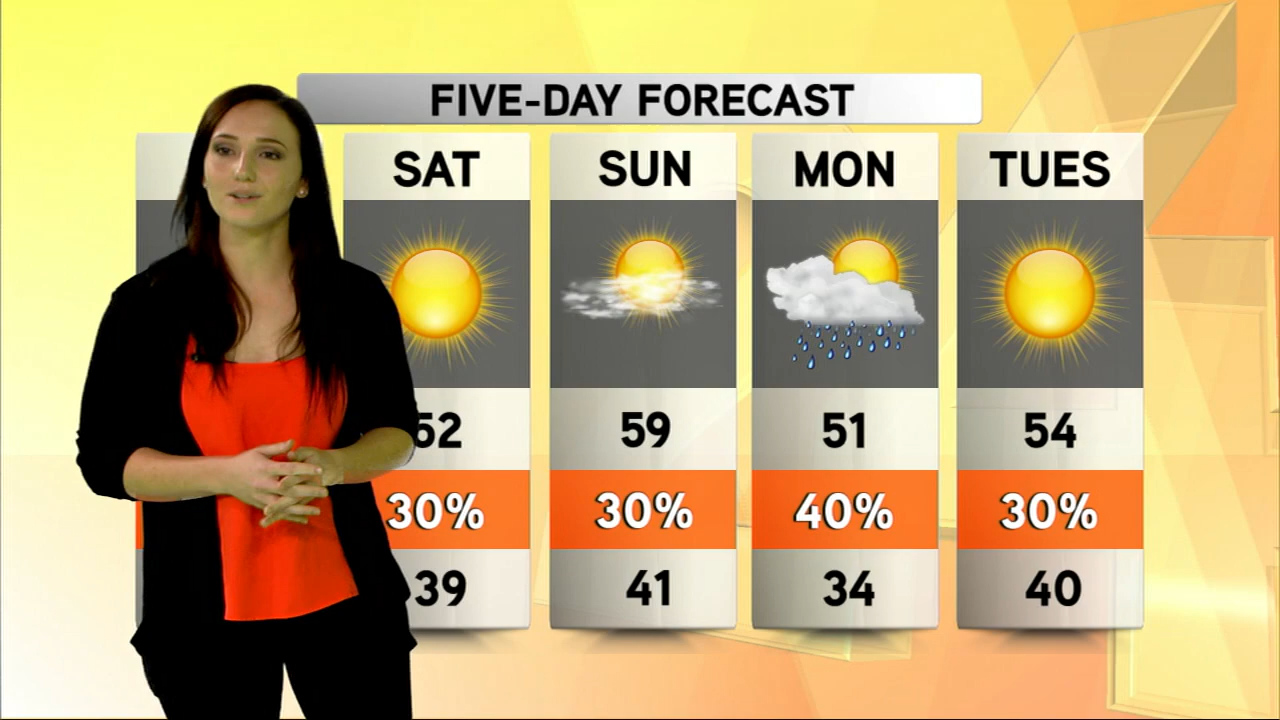 FIVE-DAY FORECAST
SAT SUN MON TUES
52 59 51 54
30% 30% 40% 30%
39 41 34 40